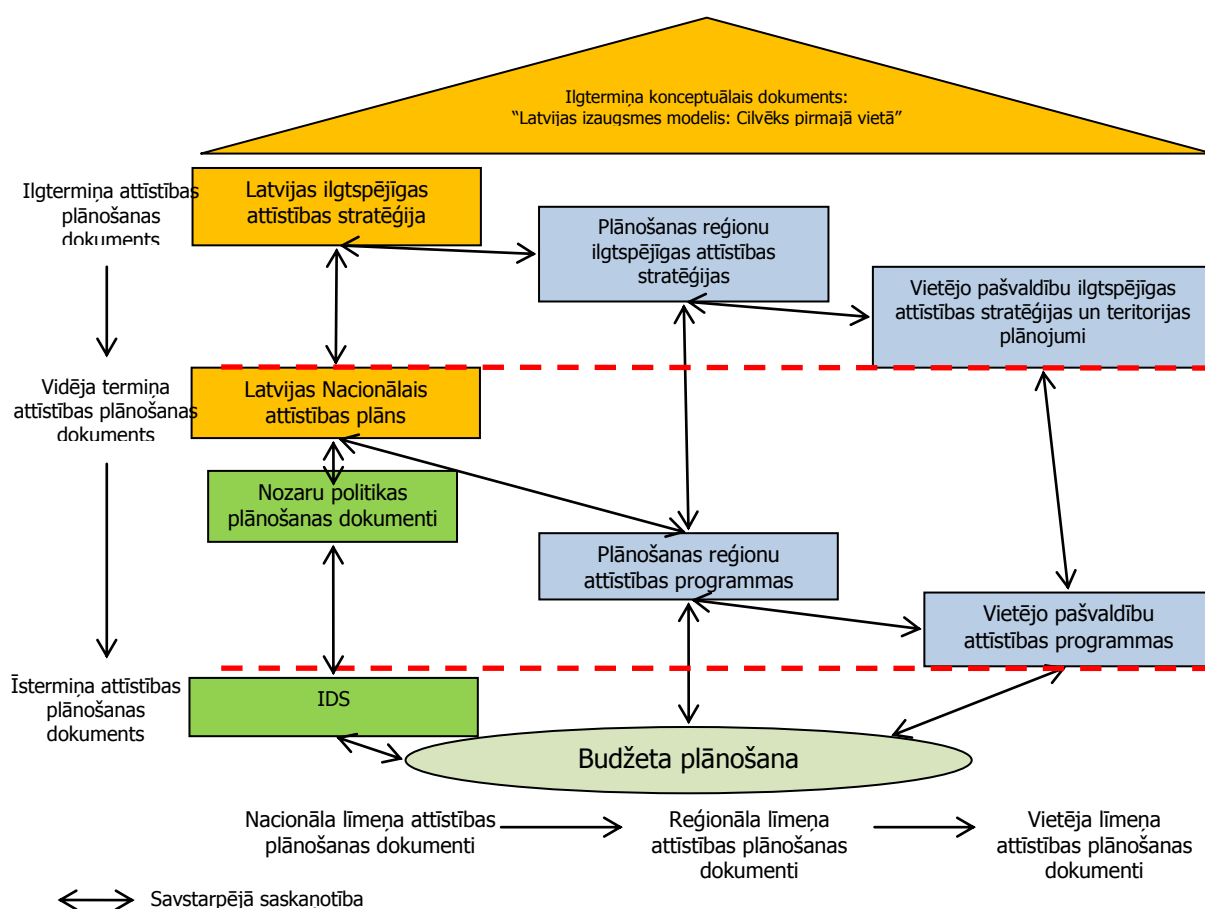 Ilgtermiņa konceptuālais dokuments:
“Latvijas izaugsmes modelis: Cilvēks pirmajā vietā”
Ilgtermiņa attīstības
plānošanas
dokuments
Latvijas ilgtspējīgas
attīstības stratēģija
Plānošanas reģionu
ilgtspējīgas attīstības
stratēģijas
Vietējo pašvaldību ilgtspējīgas
attīstības stratēģijas un teritorijas
plānojumi
Vidēja termiņa
attīstības plānošanas
dokuments
Latvijas Nacionālais
attīstības plāns
Nozaru politikas
plānošanas dokumenti
Plānošanas reģionu
attīstības programmas
Vietējo pašvaldību
attīstības programmas
Īstermiņa attīstības
plānošanas
dokuments
IDS
Budžeta plānošana
Nacionāla līmeņa attīstības
plānošanas dokumenti
Reģionāla līmeņa
attīstības plānošanas
dokumenti
Vietēja līmeņa
attīstības plānošanas
dokumenti
Savstarpējā saskaņotība